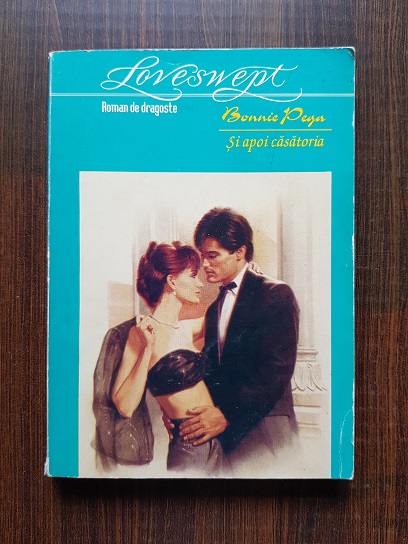 Loveswept
Roman de dragoste
Bonnie Pega
Și apoi căsătoria